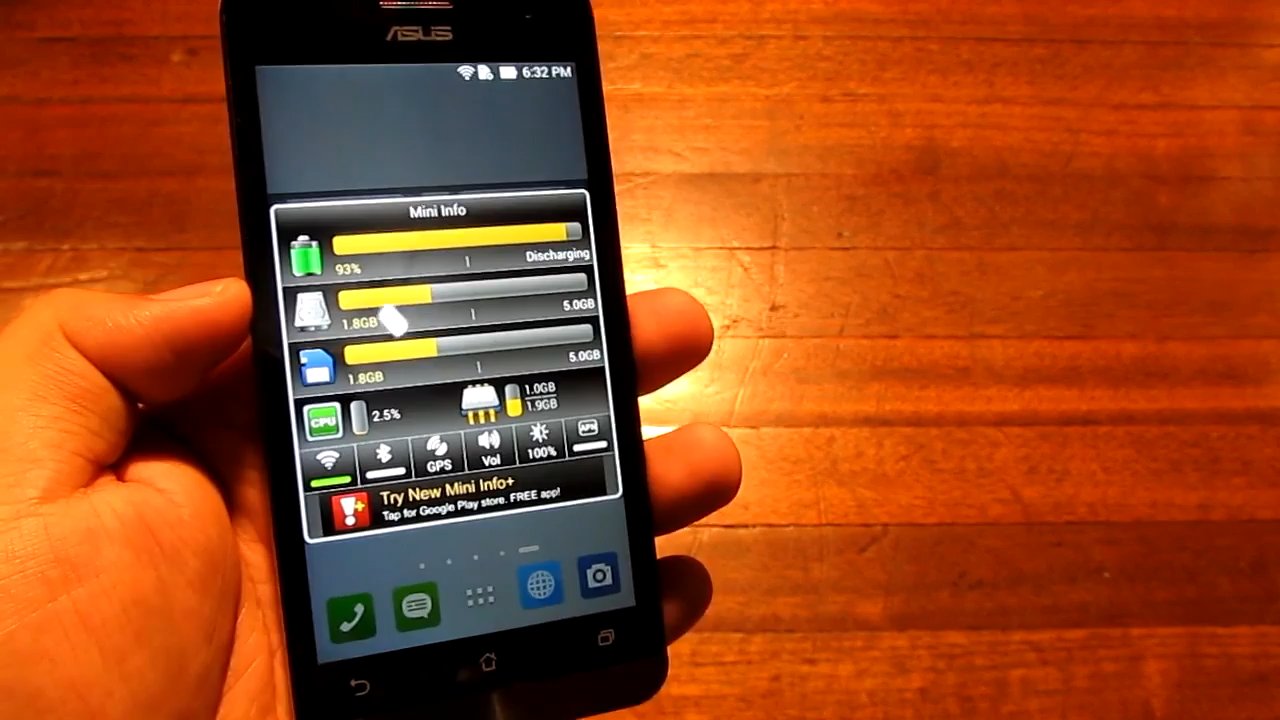 ASUS
6:32 PM
Mini Info
93% Discharging
1.8GB 5.0GB
1.8GB 5.0GB
CPU 2.5% 1.0GB
1.9GB
GPS Vol 100% APN
Try New Mini Info+
Tap for Google Play store. FREE app!